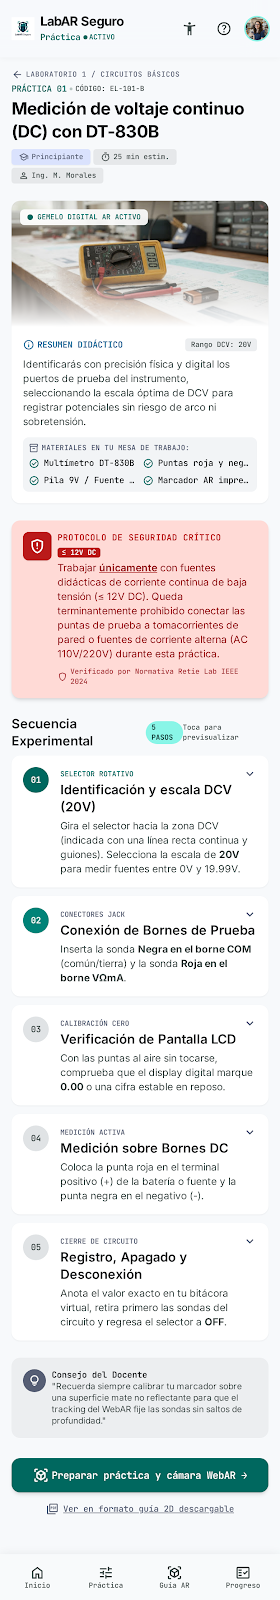 LabAR Seguro
Práctica ACTIVO
LABORATORIO 1 / CIRCUITOS BÁSICOS
PRÁCTICA 01 • CÓDIGO: EL-101-B
Medición de voltaje continuo
(DC) con DT-830B
Principiante
25 min estim.
Ing. M. Morales
GEMELO DIGITAL AR ACTIVO
RESUMEN DIDÁCTICO
Rango DCV: 20V
Identificarás con precisión física y digital los
puertos de prueba del instrumento,
seleccionando la escala óptima de DCV para
registrar potenciales sin riesgo de arco ni
sobretensión.
MATERIALES EN TU MESA DE TRABAJO:
Multímetro DT-830B
Puntas roja y neg…
Pila 9V / Fuente …
Marcador AR impre…
PROTOCOLO DE SEGURIDAD CRÍTICO
≤ 12V DC
Trabajar únicamente con fuentes
didácticas de corriente continua de baja
tensión (≤ 12V DC). Queda
terminantemente prohibido conectar las
puntas de prueba a tomacorrientes de
pared o fuentes de corriente alterna (AC
110V/220V) durante esta práctica.
Verificado por Normativa Retie Lab IEEE
2024
Secuencia
Experimental
5
PASOS
Toca para
previsualizar
01
SELECTOR ROTATIVO
Identificación y escala DCV
(20V)
Gira el selector hacia la zona DCV
(indicada con una línea recta continua y
guiones). Selecciona la escala de 20V
para medir fuentes entre 0V y 19.99V.
02
CONECTORES JACK
Conexión de Bornes de Prueba
Inserta la sonda Negra en el borne COM
(común/tierra) y la sonda Roja en el
borne VΩmA.
03
CALIBRACIÓN CERO
Verificación de Pantalla LCD
Con las puntas al aire sin tocarse,
comprueba que el display digital marque
0.00 o una cifra estable en reposo.
04
MEDICIÓN ACTIVA
Medición sobre Bornes DC
Coloca la punta roja en el terminal
positivo (+) de la batería o fuente y la
punta negra en el negativo (-).
05
CIERRE DE CIRCUITO
Registro, Apagado y
Desconexión
Anota el valor exacto en tu bitácora
virtual, retira primero las sondas del
circuito y regresa el selector a OFF.
Consejo del Docente
"Recuerda siempre calibrar tu marcador sobre
una superficie mate no reflectante para que el
tracking del WebAR fije las sondas sin saltos de
profundidad."
Preparar práctica y cámara WebAR →
Ver en formato guía 2D descargable
Inicio
Práctica
Guía AR
Progreso